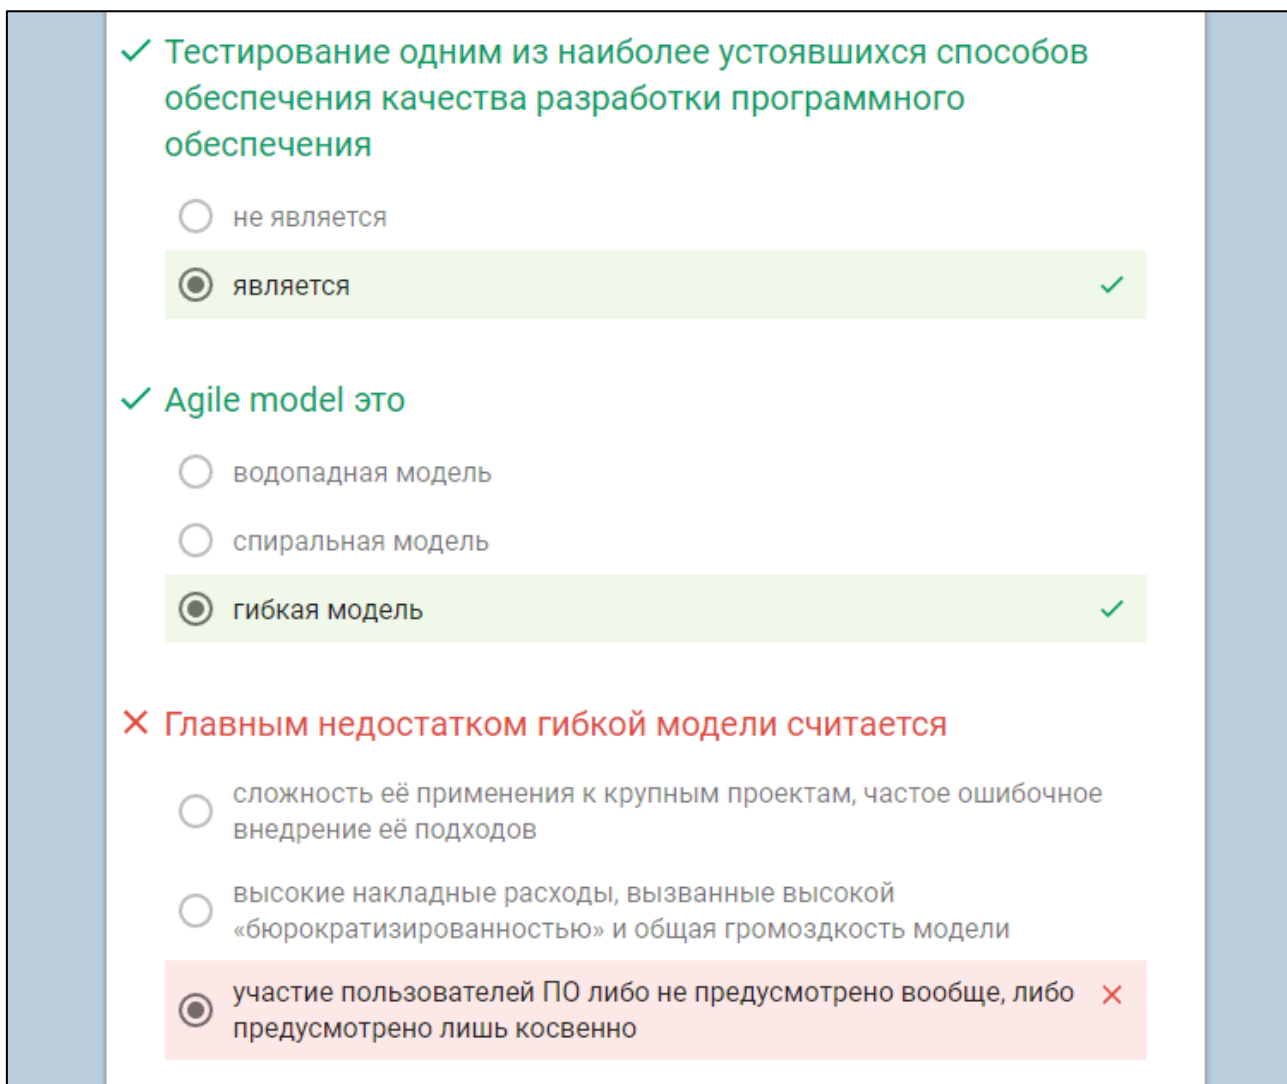 Тестирование одним из наиболее устоявшихся способов
обеспечения качества разработки программного
обеспечения
не является
является
Agile model это
водопадная модель
спиральная модель
гибкая модель
Главным недостатком гибкой модели считается
сложность её применения к крупным проектам, частое ошибочное
внедрение её подходов
высокие накладные расходы, вызванные высокой
«бюрократизированностью» и общая громоздкость модели
участие пользователей ПО либо не предусмотрено вообще, либо
предусмотрено лишь косвенно